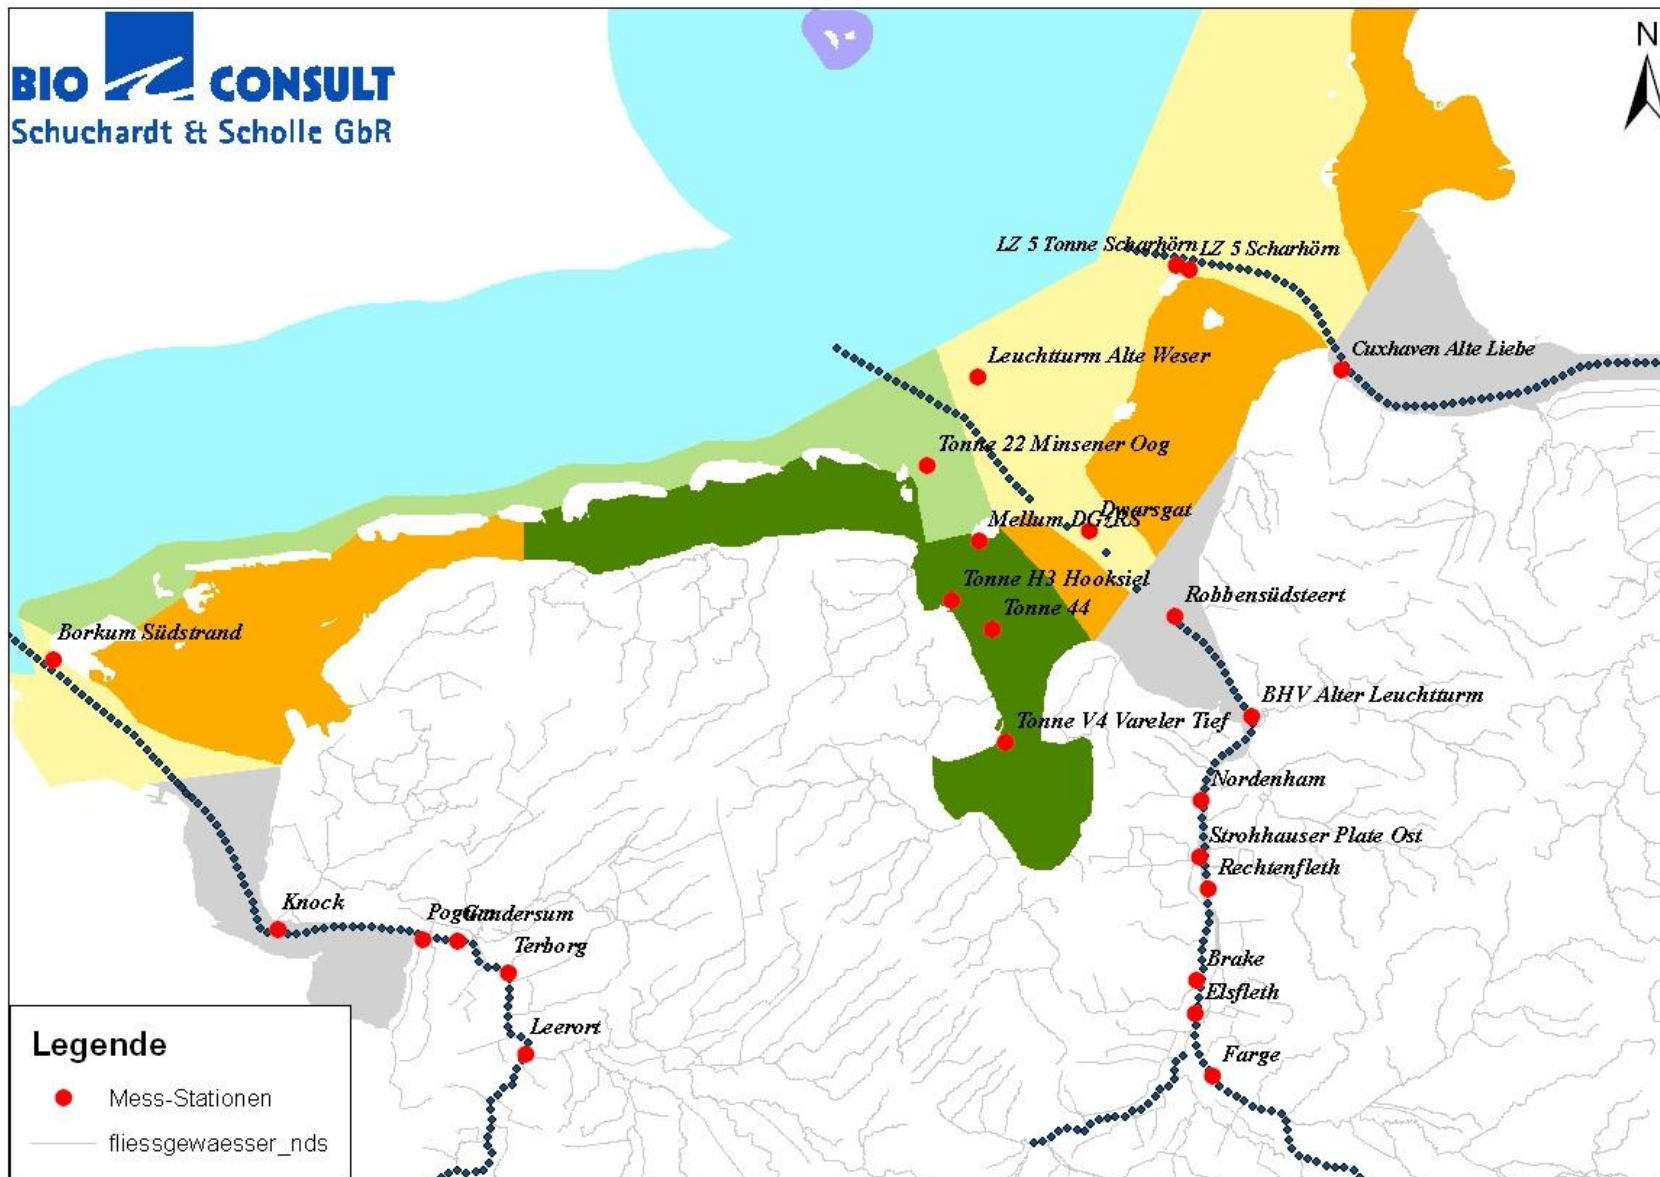 BIO CONSULT
Schuchardt & Scholle GbR
N
LZ 5 Tonne Scharhörn
LZ 5 Scharhörn
Cuxhaven Alte Liebe
Leuchtturm Alte Weser
Tonne 22 Minsener Oog
Dwarsgat
Mellum DGzRS
Tonne H3 Hooksiel
Tonne 44
Robbensüdsteert
Borkum Südstrand
BHV Alter Leuchtturm
Tonne V4 Vareler Tief
Nordenham
Strohhauser Plate Ost
Rechtenfleth
Knock
Gandersum
Terborg
Brake
Elsfleth
Leerort
Farge
Legende
Mess-Stationen
fliessgewaesser_nds